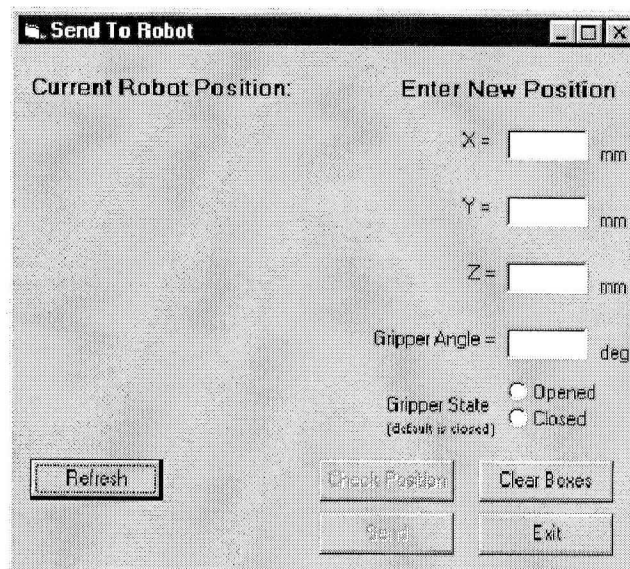 Send To Robot
Current Robot Position:
Enter New Position
X = mm
Y = mm
Z = mm
Gripper Angle = deg
Gripper State
(default is closed)
Opened
Closed
Refresh
Check Position
Clear Boxes
Send
Exit